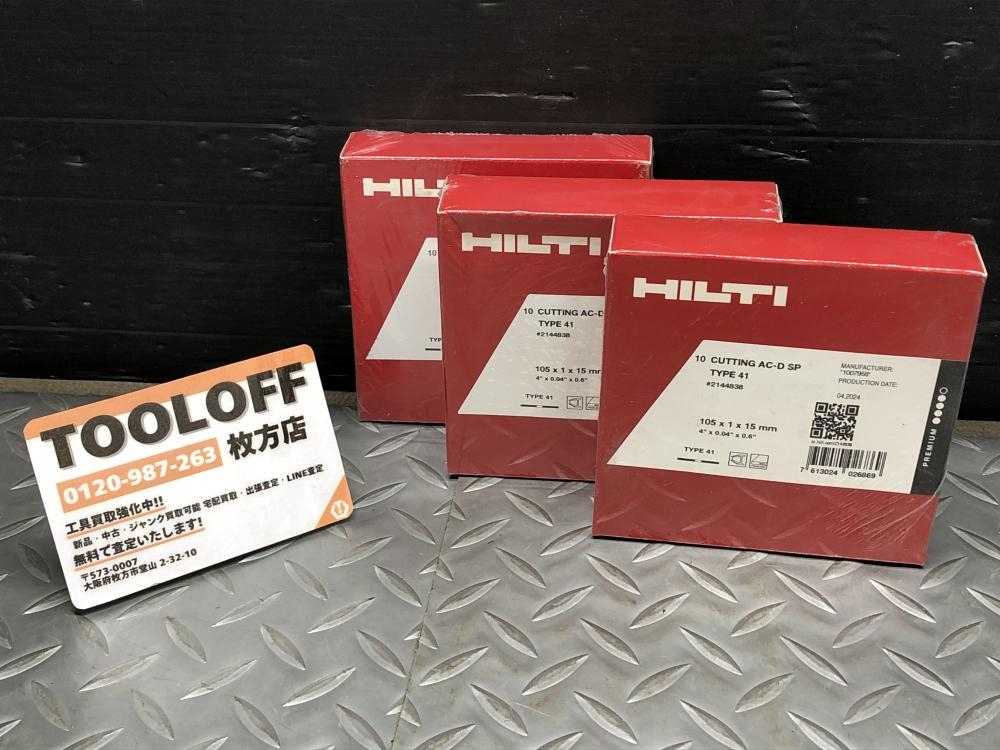 TOOLOFF
0120-987-263 枚方店
工具買取強化中!!
新品・中古・ジャンク買取可能 宅配買取・出張査定・LINE査定
無料で査定いたします!
〒573-0007
大阪府枚方市堂山 2-32-10
HIL
10
TYP
HILTI
10 CUTTING AC-D
TYPE 41
#2144838
105 x 1 x 15 mm
4" x 0.04" x 0.6"
TYPE 41
HILTI
10 CUTTING AC-D SP
TYPE 41
#2144838
105 x 1 x 15 mm
4" x 0.04" x 0.6"
TYPE 41
MANUFACTURER:
"1007958"
PRODUCTION DATE:
04.2024
7 613024 026869
PREMIUM